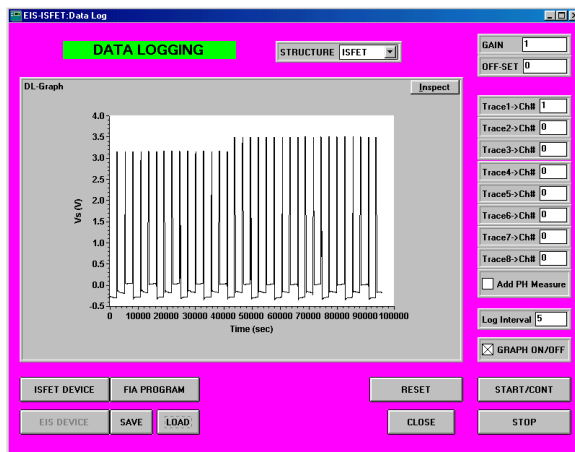 EIS-ISFET:Data Log
DATA LOGGING
STRUCTURE ISFET
GAIN 1
OFF-SET 0
DL-Graph
Inspect
4.0
3.5
3.0
2.5
2.0
1.5
1.0
0.5
0.0
-0.5
Vs (V)
0 10000 20000 30000 40000 50000 60000 70000 80000 90000 100000
Time (sec)
Trace1->Ch# 1
Trace2->Ch# 0
Trace3->Ch# 0
Trace4->Ch# 0
Trace5->Ch# 0
Trace6->Ch# 0
Trace7->Ch# 0
Trace8->Ch# 0
Add PH Measure
Log Interval 5
GRAPH ON/OFF
ISFET DEVICE
FIA PROGRAM
RESET
START/CONT
EIS DEVICE
SAVE
LOAD
CLOSE
STOP